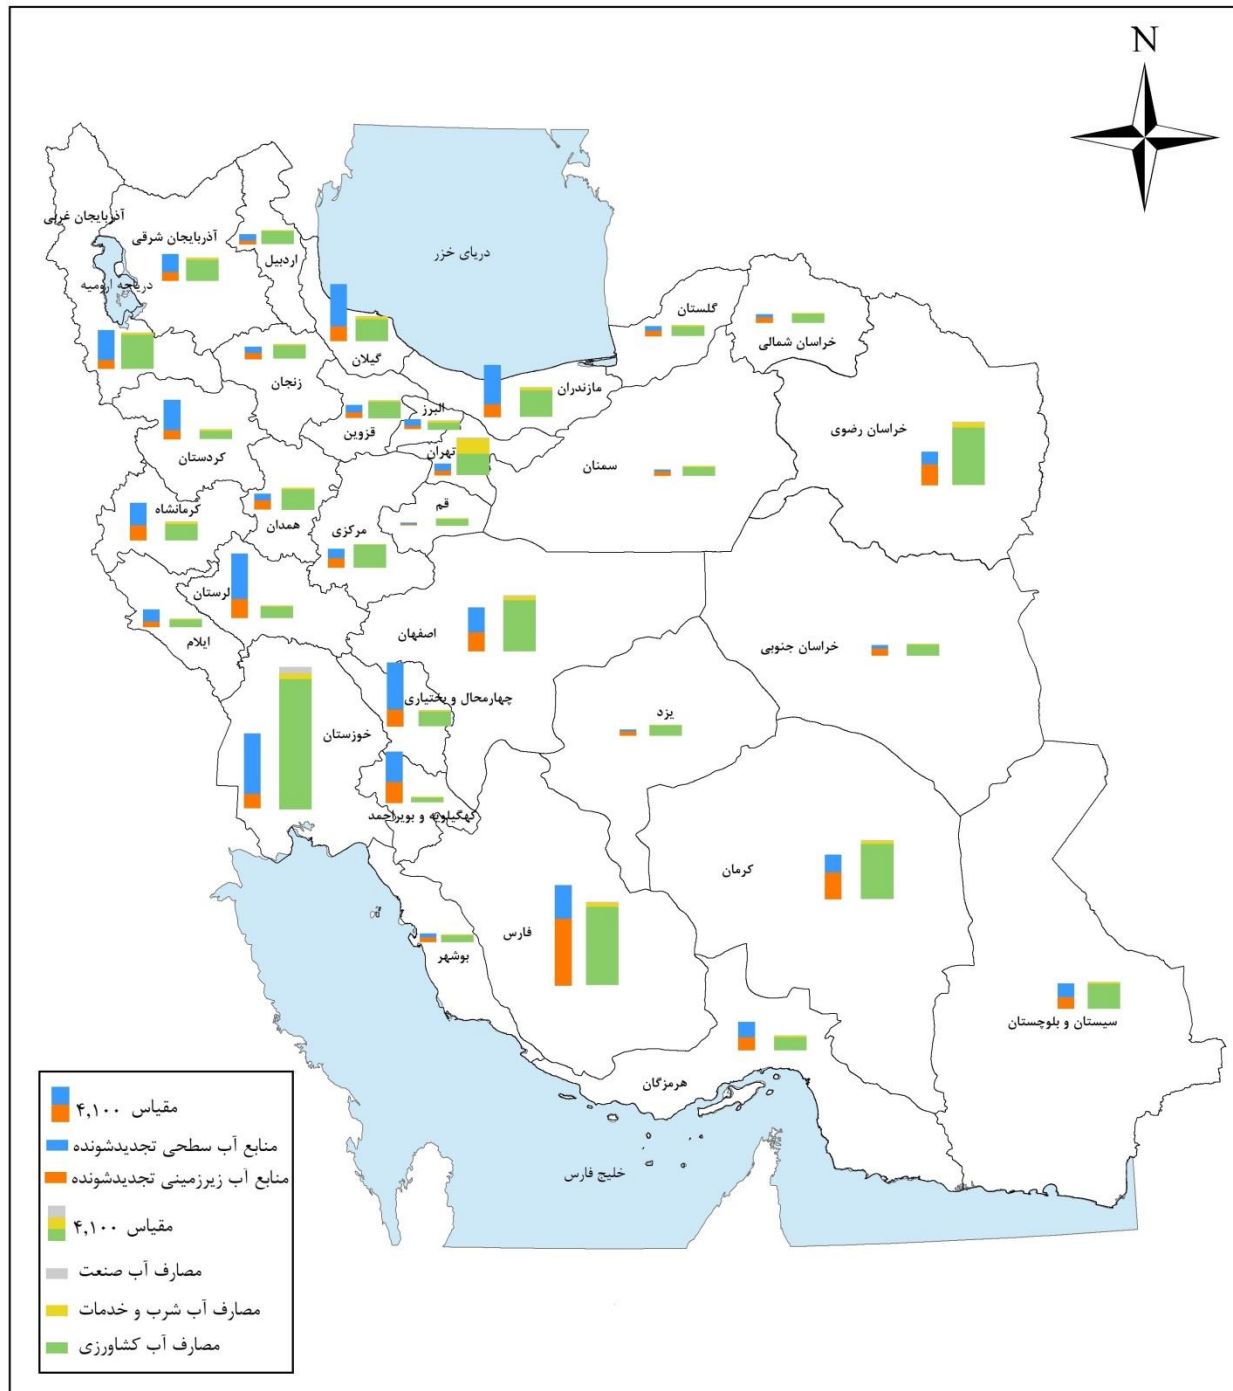 N
آذربایجان غربی
آذربایجان شرقی
اردبیل
دریای خزر
دریاچه ارومیه
گیلان
گلستان
خراسان شمالی
زنجان
مازندران
البرز
قزوین
خراسان رضوی
کردستان
تهران
سمنان
کرمانشاه
همدان
قم
مرکزی
لرستان
ایلام
اصفهان
خراسان جنوبی
چهارمحال و بختیاری
یزد
خوزستان
کهگیلویه و بویراحمد
کرمان
فارس
بوشهر
سیستان و بلوچستان
هرمزگان
خلیج فارس
مقیاس ۴,۱۰۰
منابع آب سطحی تجدیدشونده
منابع آب زیرزمینی تجدیدشونده
مقیاس ۴,۱۰۰
مصارف آب صنعت
مصارف آب شرب و خدمات
مصارف آب کشاورزی